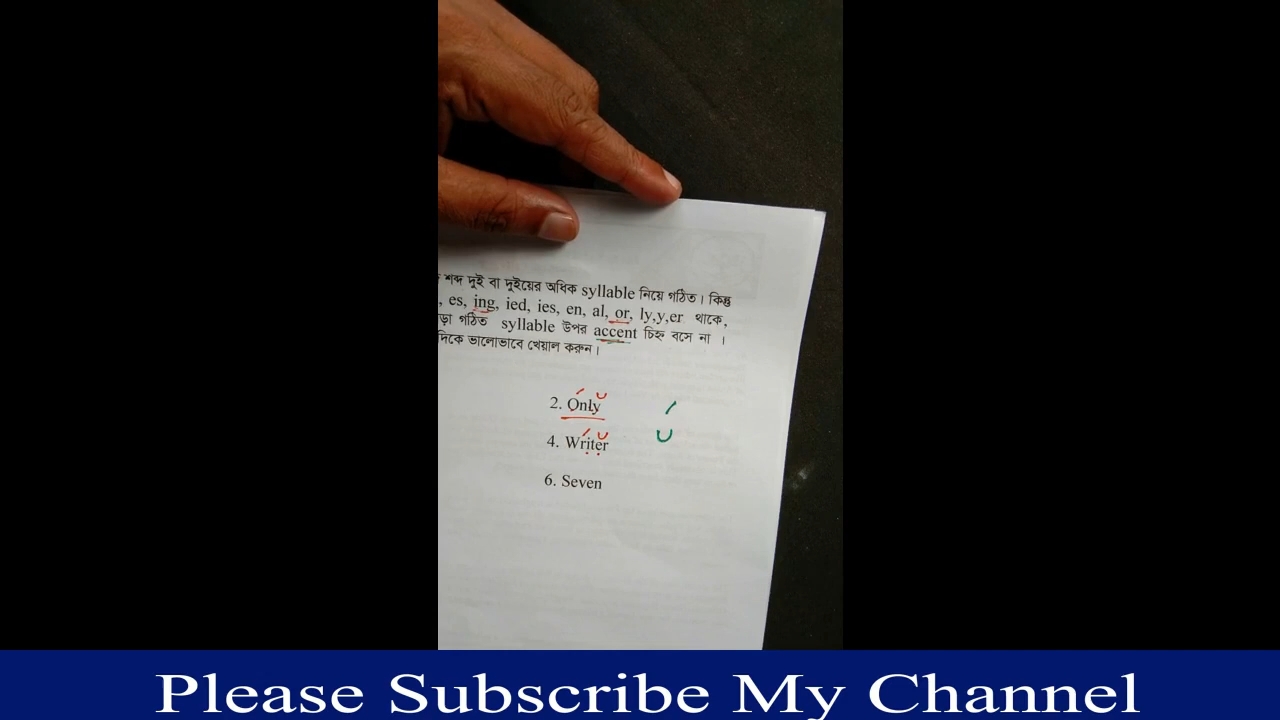 শব্দ দুই বা দুইয়ের অধিক syllable নিয়ে গঠিত। কিন্তু
, es, ing, ied, ies, en, al, or, ly,y,er থাকে,
গঠিত syllable উপর accent চিহ্ন বসে না ।
দিকে ভালোভাবে খেয়াল করুন।
2. Only
4. Writer
6. Seven
Please Subscribe My Channel